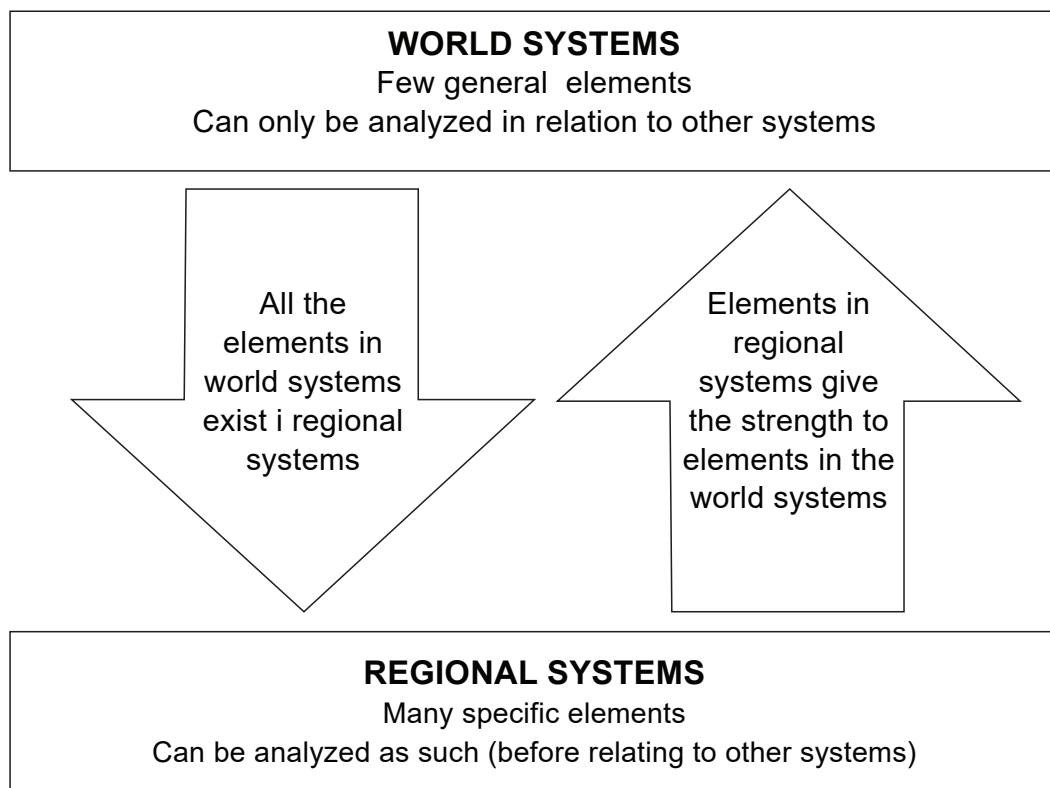 WORLD SYSTEMS
Few general elements
Can only be analyzed in relation to other systems
All the
elements in
world systems
exist i regional
systems
Elements in
regional
systems give
the strength to
elements in the
world systems
REGIONAL SYSTEMS
Many specific elements
Can be analyzed as such (before relating to other systems)